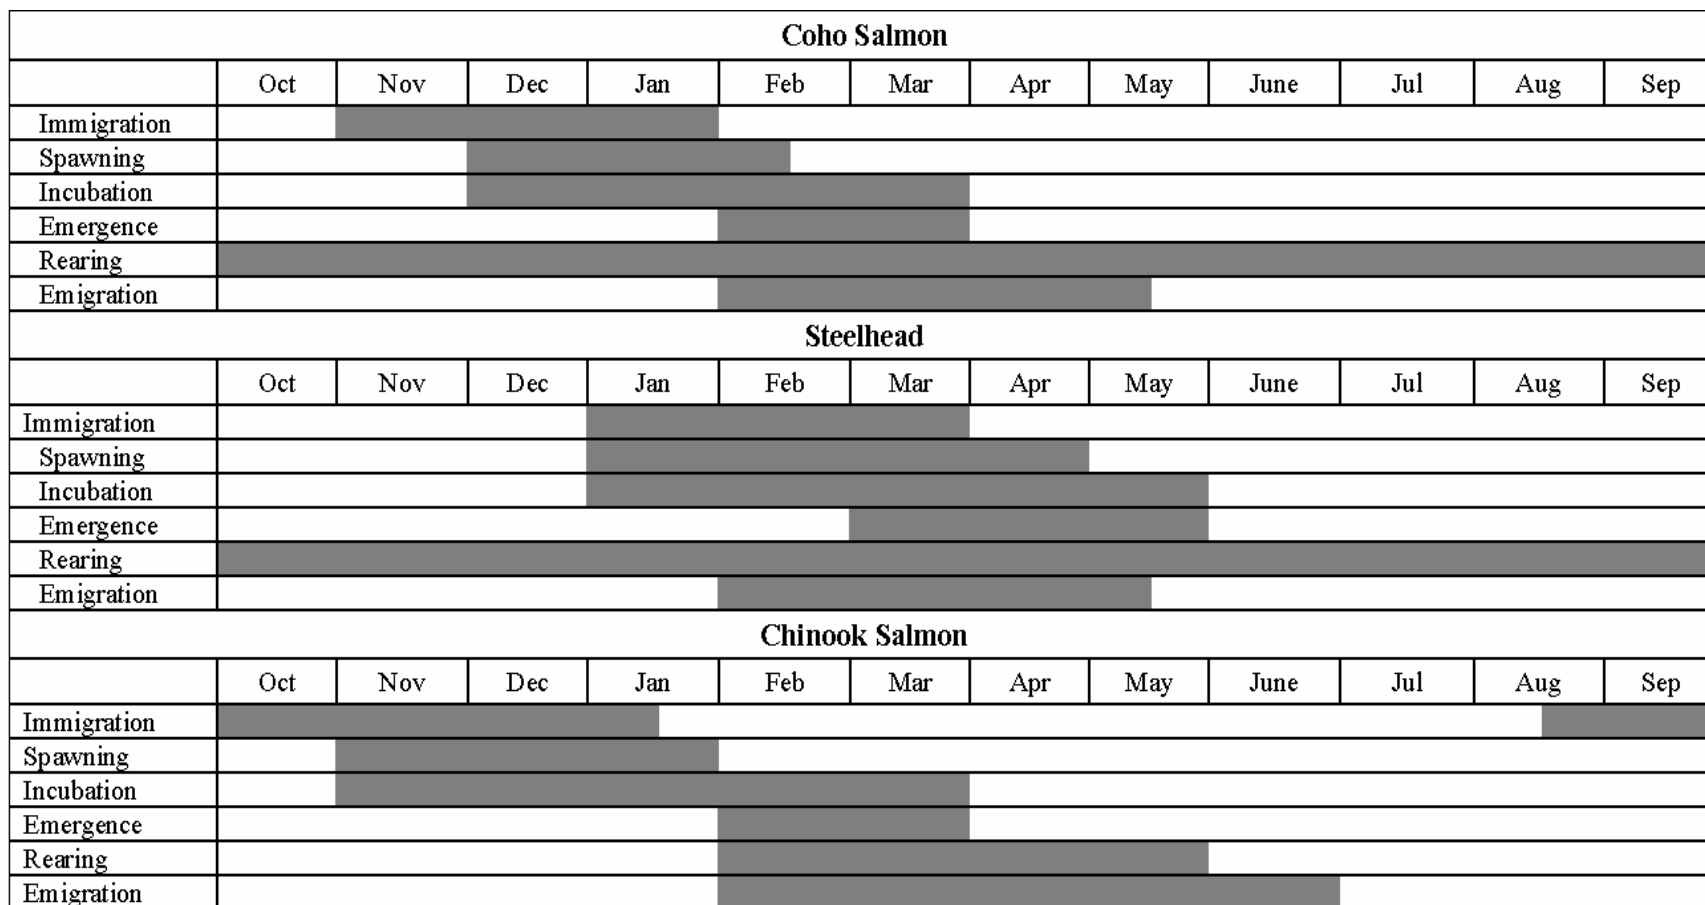 Coho Salmon
Oct Nov Dec Jan Feb Mar Apr May June Jul Aug Sep
Immigration
Spawning
Incubation
Emergence
Rearing
Emigration
Steelhead
Oct Nov Dec Jan Feb Mar Apr May June Jul Aug Sep
Immigration
Spawning
Incubation
Emergence
Rearing
Emigration
Chinook Salmon
Oct Nov Dec Jan Feb Mar Apr May June Jul Aug Sep
Immigration
Spawning
Incubation
Emergence
Rearing
Emigration